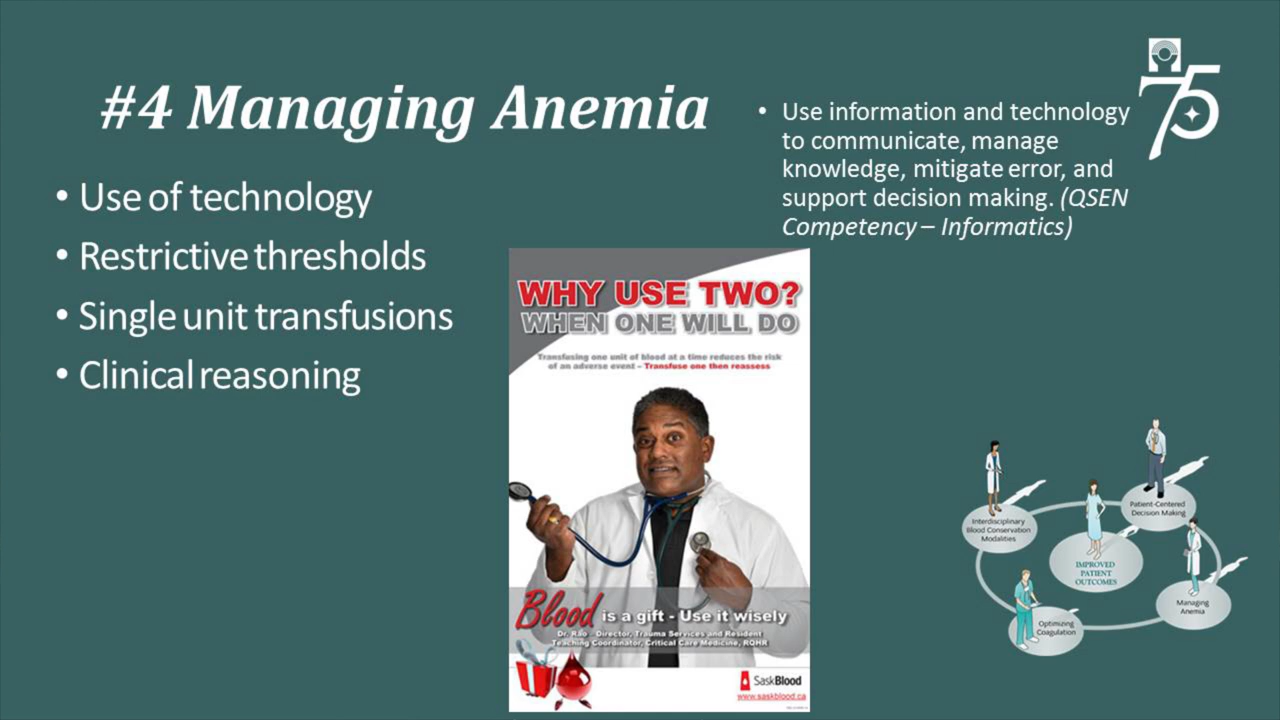 #4 Managing Anemia
• Use of technology
• Restrictive thresholds
• Single unit transfusions
• Clinical reasoning
• Use information and technology
to communicate, manage
knowledge, mitigate error, and
support decision making. (QSEN
Competency – Informatics)
75
WHY USE TWO?
WHEN ONE WILL DO
Transfusing one unit of blood at a time reduces the risk
of an adverse event – Transfuse one then reassess
Blood is a gift - Use it wisely
Dr. Rao – Director, Trauma Services and Resident
Teaching Coordinator, Critical Care Medicine, RQHR
SaskBlood
www.saskblood.ca
Interdisciplinary
Blood Conservation
Modalities
Patient-Centered
Decision Making
IMPROVED
PATIENT
OUTCOMES
Managing
Anemia
Optimizing
Coagulation